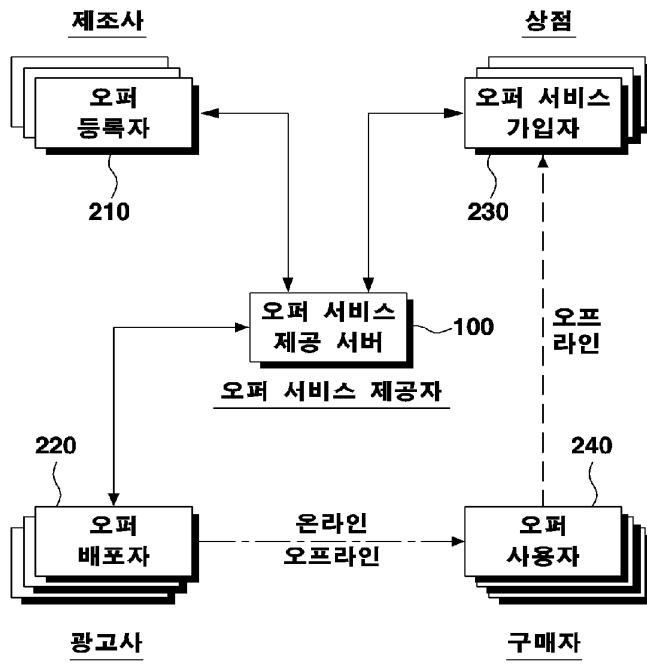 제조사
상점
오퍼
등록자
오퍼 서비스
가입자
210
230
오퍼 서비스
제공 서버
100
오프
라인
오퍼 서비스 제공자
220
240
오퍼
배포자
온라인
오프라인
오퍼
사용자
광고사
구매자